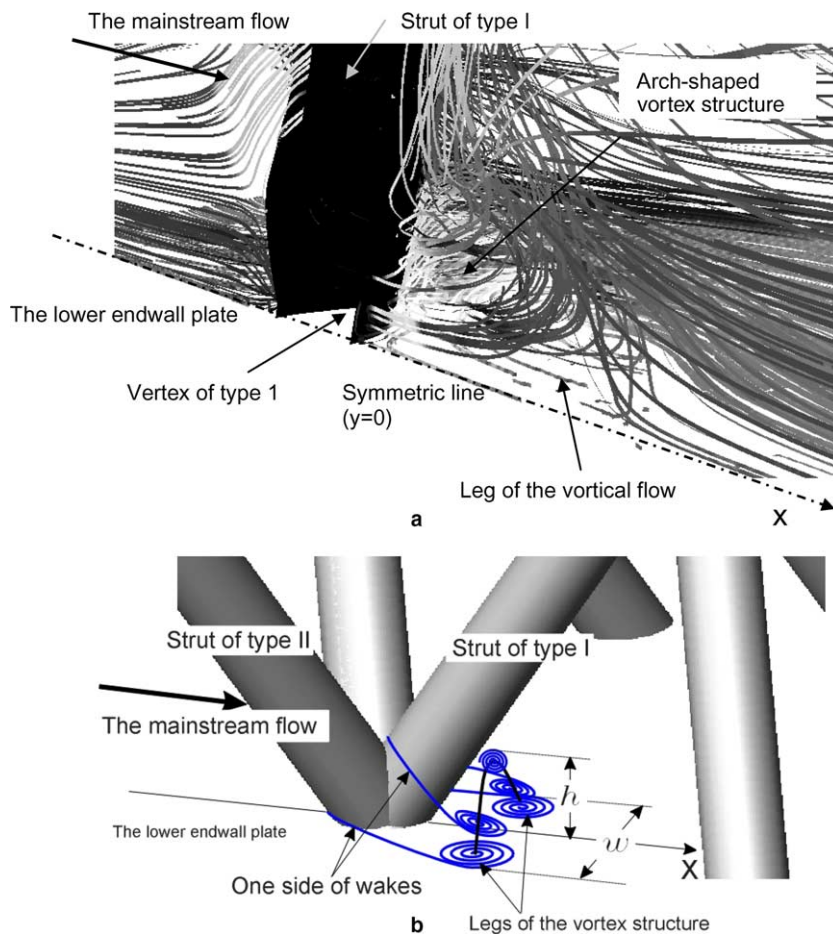 The mainstream flow
Strut of type I
Arch-shaped
vortex structure
The lower endwall plate
Vertex of type 1
Symmetric line
(y=0)
Leg of the vortical flow
X
a
Strut of type II
Strut of type I
The mainstream flow
h
The lower endwall plate
w
X
One side of wakes
Legs of the vortex structure
b